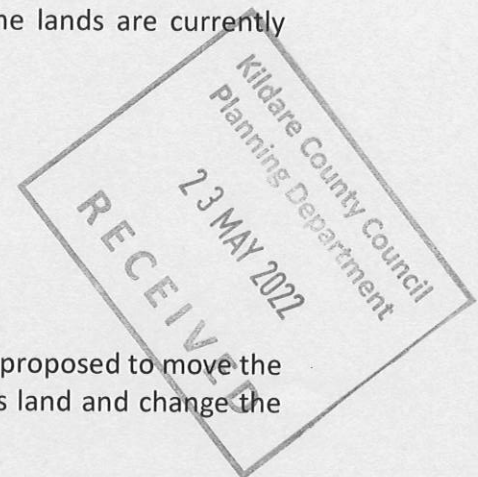 ne lands are currently
Kildare County Council
Planning Department
23 MAY 2022
RECEIVED
proposed to move the
s land and change the